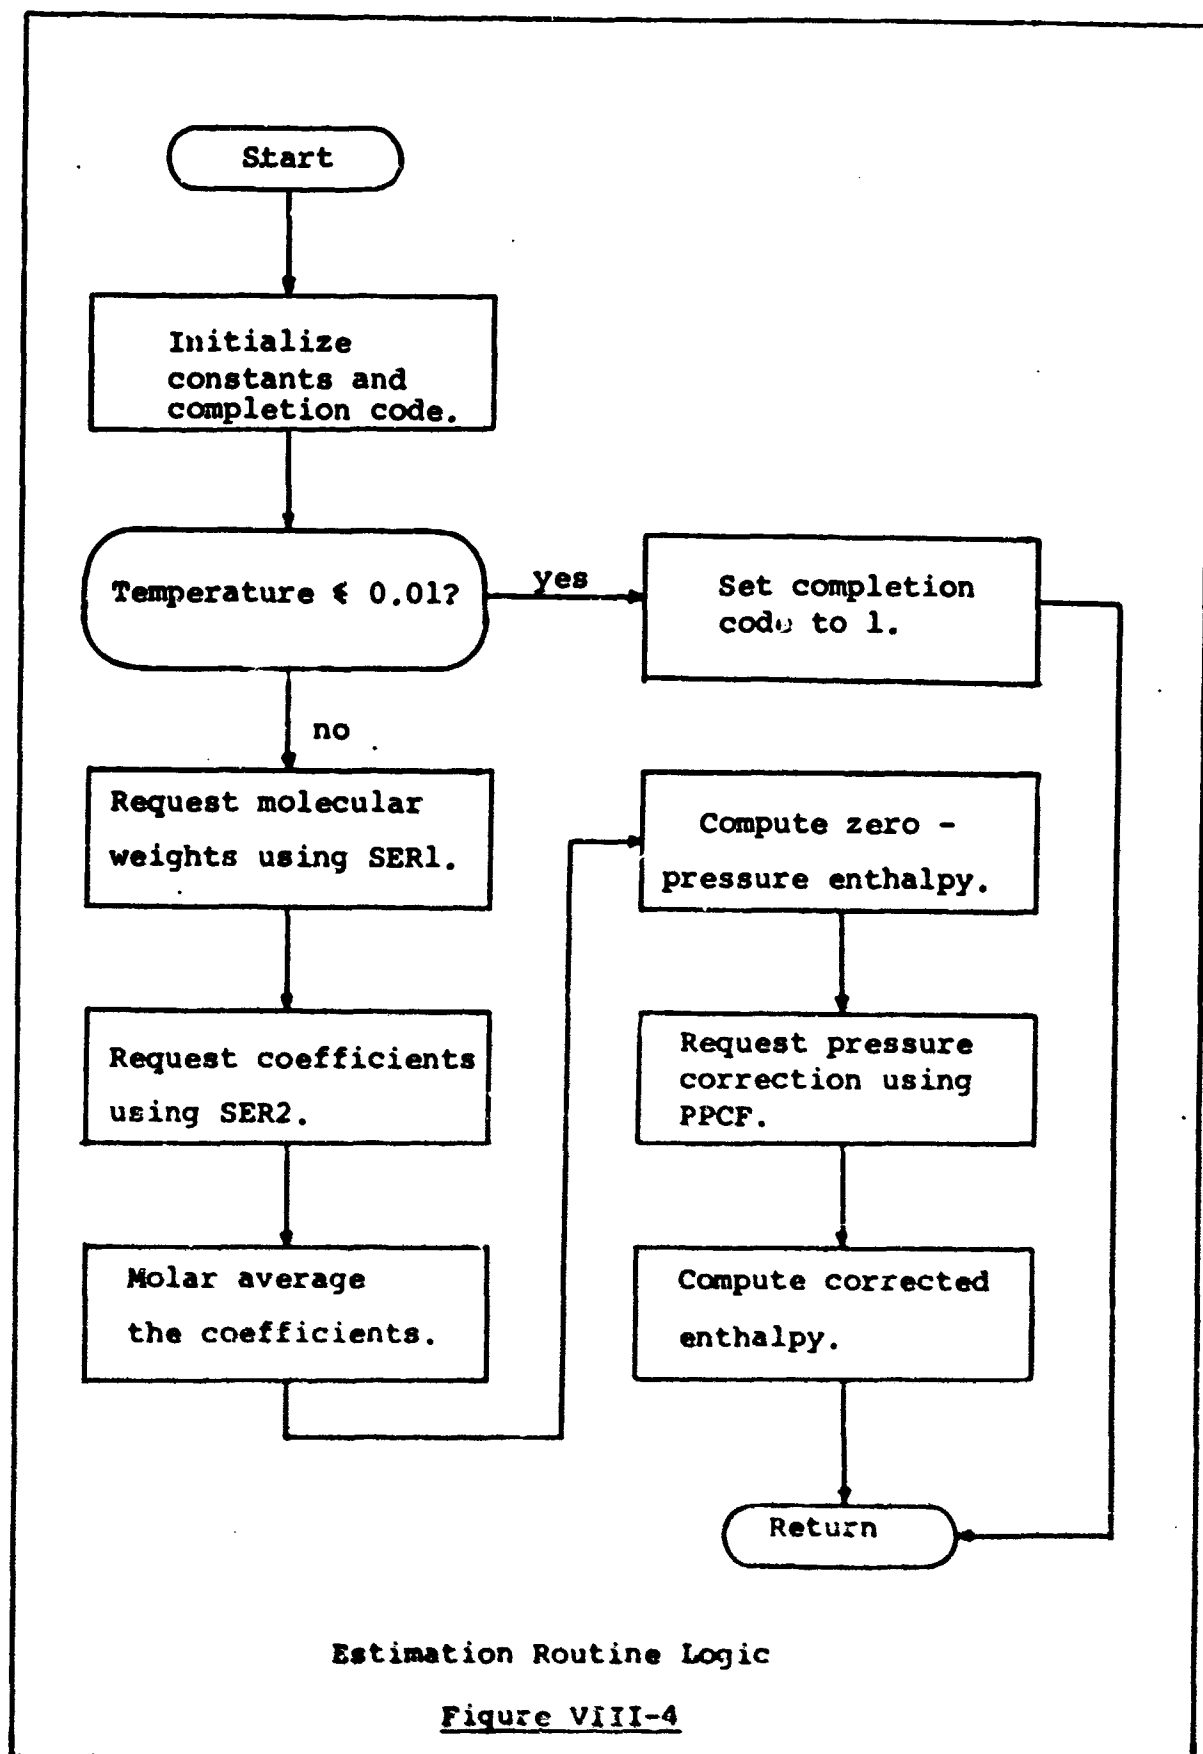 Start
Initialize
constants and
completion code.
Temperature ≤ 0.01?
yes
Set completion
code to 1.
no
Request molecular
weights using SER1.
Compute zero -
pressure enthalpy.
Request coefficients
using SER2.
Request pressure
correction using
PPCF.
Molar average
the coefficients.
Compute corrected
enthalpy.
Return
Estimation Routine Logic
Figure VIII-4